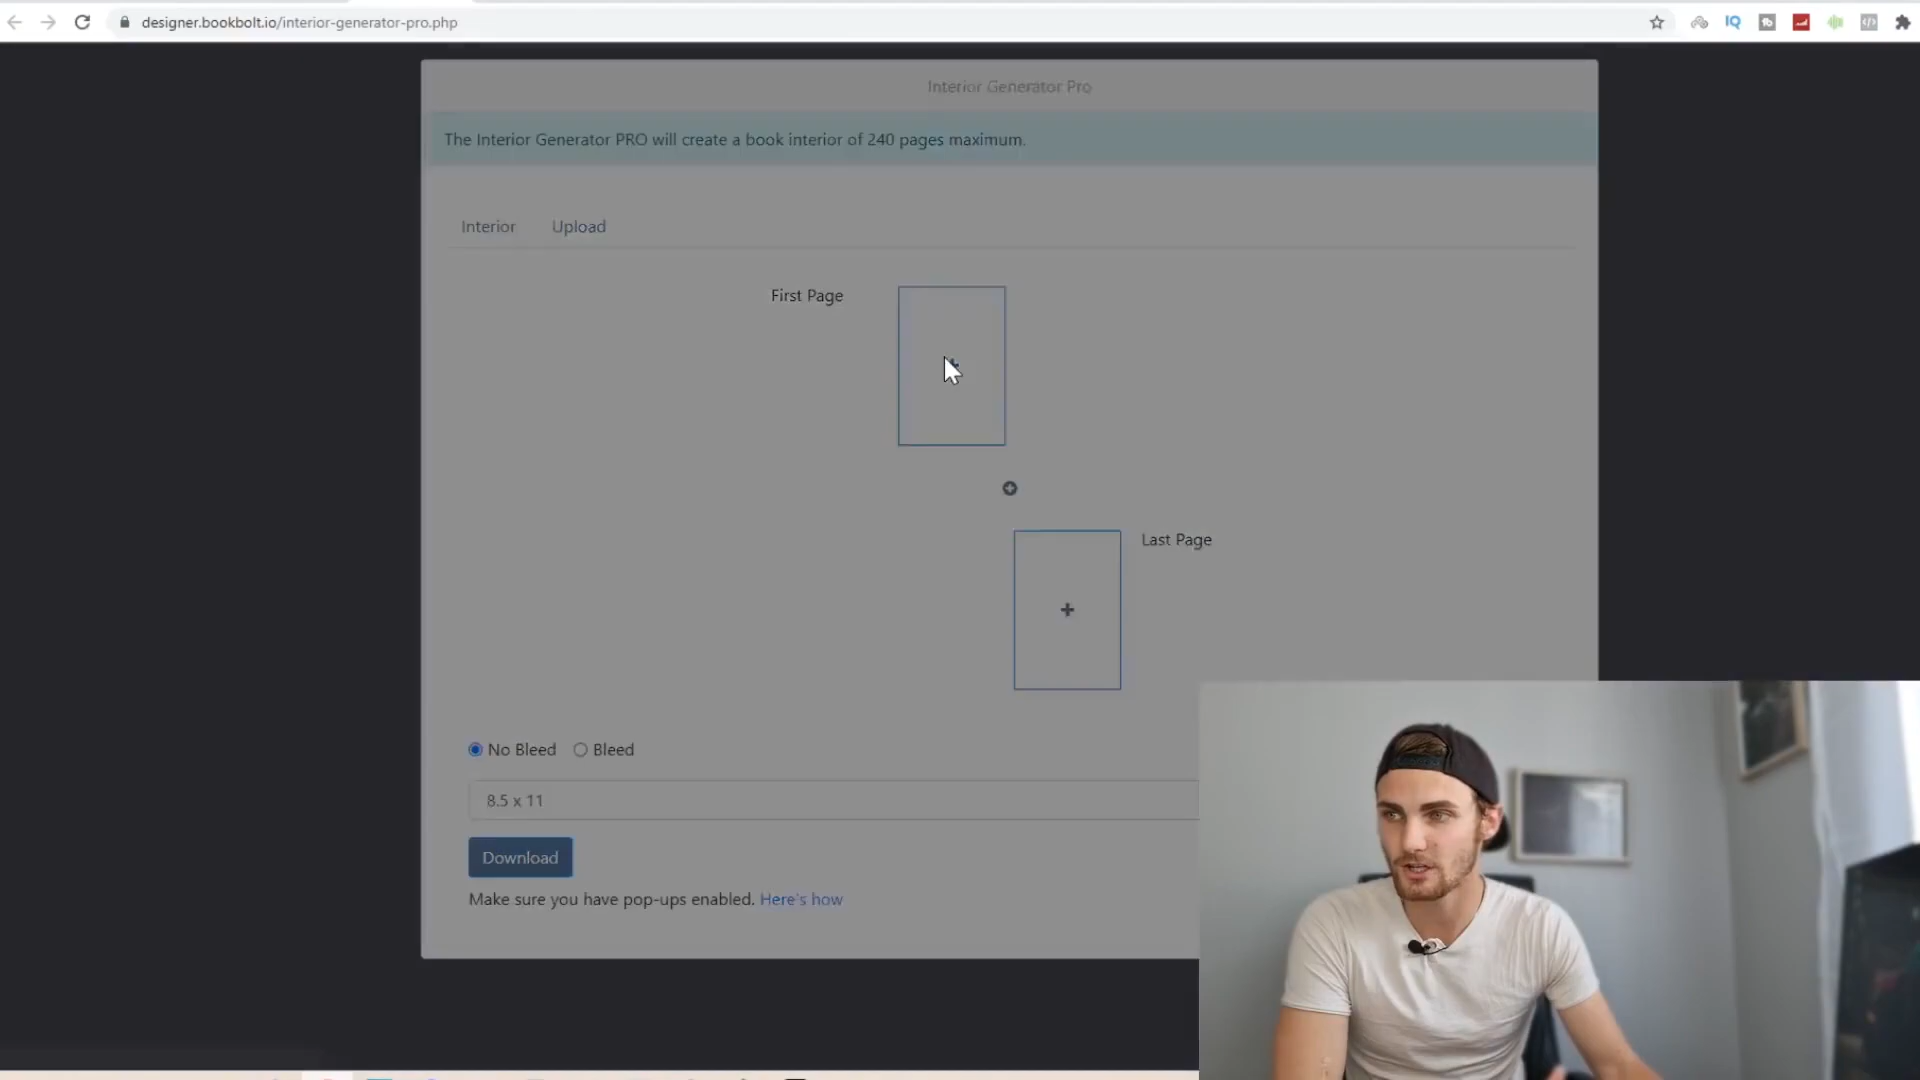 designer.bookbolt.io/interior-generator-pro.php
IQ
Interior Generator Pro
The Interior Generator PRO will create a book interior of 240 pages maximum.
Interior Upload
First Page
Last Page
No Bleed Bleed
8.5 x 11
Download
Make sure you have pop-ups enabled. Here's how